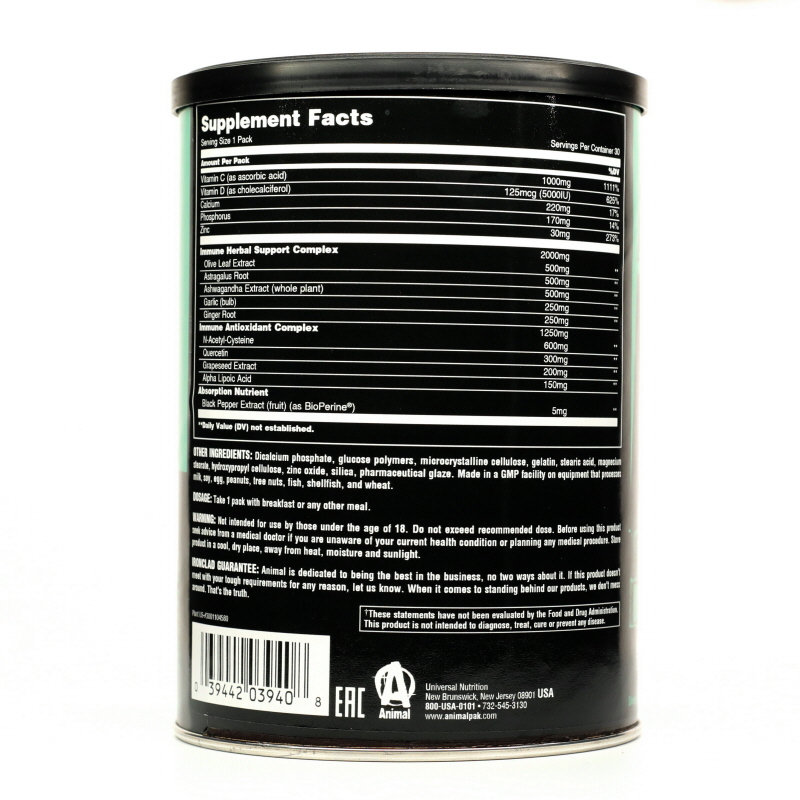 Supplement Facts
Serving Size 1 Pack Servings Per Container 30
Amount Per Pack %DV
Vitamin C (as ascorbic acid) 1000mg 1111%
Vitamin D (as cholecalciferol) 125mcg (5000IU) 625%
Calcium 220mg 17%
Phosphorus 170mg 14%
Zinc 30mg 273%
Immune Herbal Support Complex 2000mg
Olive Leaf Extract 500mg **
Astragalus Root 500mg **
Ashwagandha Extract (whole plant) 500mg **
Garlic (bulb) 250mg **
Ginger Root 250mg **
Immune Antioxidant Complex 1250mg
N-Acetyl-Cysteine 600mg **
Quercetin 300mg **
Grapeseed Extract 200mg **
Alpha Lipoic Acid 150mg **
Absorption Nutrient
Black Pepper Extract (fruit) (as BioPerine®) 5mg **
**Daily Value (DV) not established.
OTHER INGREDIENTS: Dicalcium phosphate, glucose polymers, microcrystalline cellulose, gelatin, stearic acid, magnesium
stearate, hydroxypropyl cellulose, zinc oxide, silica, pharmaceutical glaze. Made in a GMP facility on equipment that processes
milk, soy, egg, peanuts, tree nuts, fish, shellfish, and wheat.
DOSAGE: Take 1 pack with breakfast or any other meal.
WARNING: Not intended for use by those under the age of 18. Do not exceed recommended dose. Before using this product
seek advice from a medical doctor if you are unaware of your current health condition or planning any medical procedure. Store
product in a cool, dry place, away from heat, moisture and sunlight.
IRONCLAD GUARANTEE: Animal is dedicated to being the best in the business, no two ways about it. If this product doesn't
meet with your tough requirements for any reason, let us know. When it comes to standing behind our products, we don't mess
around. That's the truth.
†These statements have not been evaluated by the Food and Drug Administration.
This product is not intended to diagnose, treat, cure or prevent any disease.
0 39442 03940 8
EAC
A
Animal
Universal Nutrition
New Brunswick, New Jersey 08901 USA
800-USA-0101 • 732-545-3130
www.animalpak.com